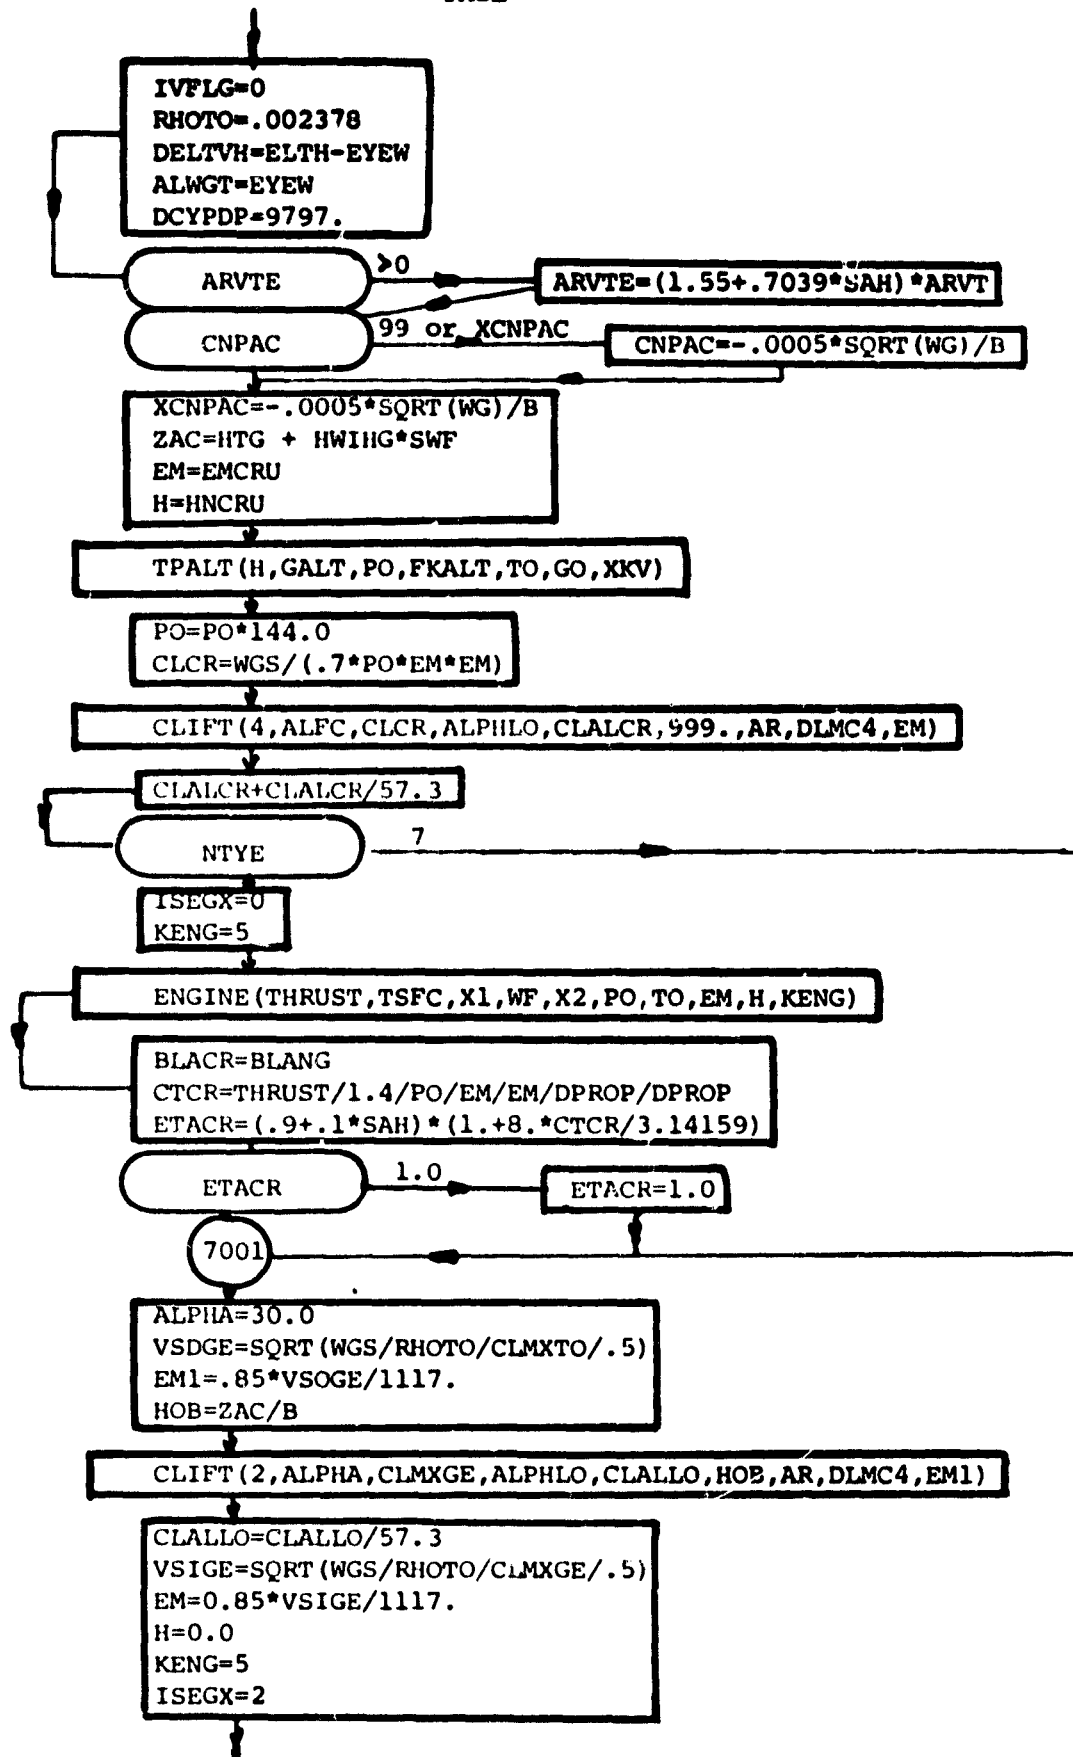 IVFLG=0
RHOTO=.002378
DELTVH=ELTH-EYEW
ALWGT=EYEW
DCYPDP=9797.
ARVTE
>0
ARVTE=(1.55+.7039*SAH)*ARVT
CNPAC
99 or XCNPAC
CNPAC=-.0005*SQRT(WG)/B
XCNPAC=-.0005*SQRT(WG)/B
ZAC=HTG + HWIHG*SWF
EM=EMCRU
H=HNCRU
TPALT(H,GALT,PO,FKALT,TO,GO,XKV)
PO=PO*144.0
CLCR=WGS/(.7*PO*EM*EM)
CLIFT(4,ALFC,CLCR,ALPHLO,CLALCR,999.,AR,DLMC4,EM)
CLALCR+CLALCR/57.3
NTYE
7
ISEGX=0
KENG=5
ENGINE(THRUST,TSFC,X1,WF,X2,PO,TO,EM,H,KENG)
BLACR=BLANG
CTCR=THRUST/1.4/PO/EM/EM/DPROP/DPROP
ETACR=(.9+.1*SAH)*(1.+8.*CTCR/3.14159)
ETACR
1.0
ETACR=1.0
7001
ALPHA=30.0
VSDGE=SQRT(WGS/RHOTO/CLMXTO/.5)
EM1=.85*VSOGE/1117.
HOB=ZAC/B
CLIFT(2,ALPHA,CLMXGE,ALPHLO,CLALLO,HOB,AR,DLMC4,EM1)
CLALLO=CLALLO/57.3
VSIGE=SQRT(WGS/RHOTO/CLMXGE/.5)
EM=0.85*VSIGE/1117.
H=0.0
KENG=5
ISEGX=2